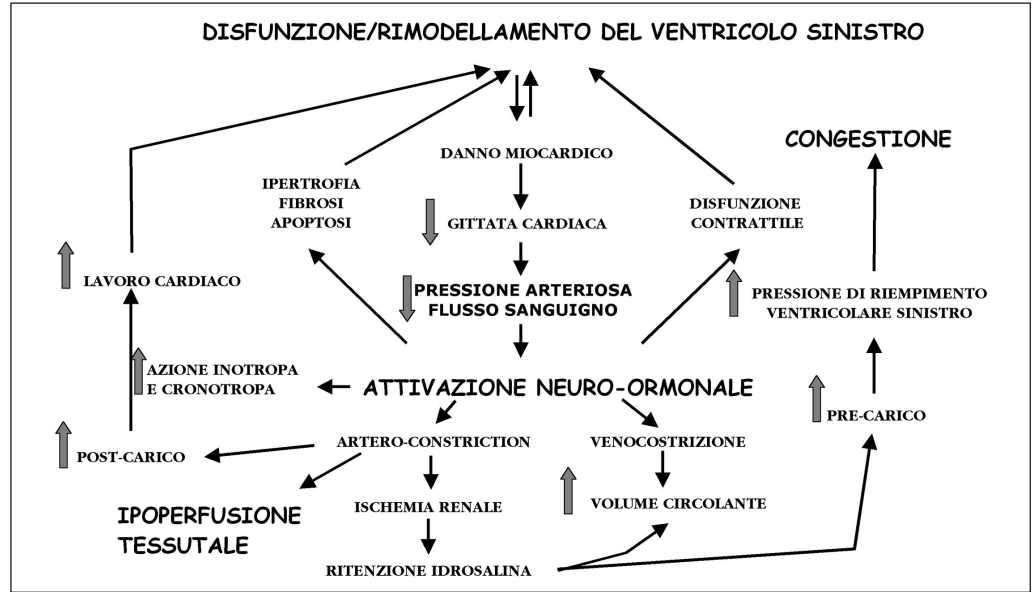 DISFUNZIONE/RIMODELLAMENTO DEL VENTRICOLO SINISTRO
DANNO MIOCARDICO
CONGESTIONE
IPERTROFIA
FIBROSI
APOPTOSI
GITTATA CARDIACA
DISFUNZIONE
CONTRATTILE
LAVORO CARDIACO
PRESSIONE ARTERIOSA
FLUSSO SANGUIGNO
PRESSIONE DI RIEMPIMENTO
VENTRICOLARE SINISTRO
AZIONE INOTROPA
E CRONOTROPA
ATTIVAZIONE NEURO-ORMONALE
PRE-CARICO
ARTERO-CONSTRICTION
VENOCOSTRIZIONE
POST-CARICO
ISCHEMIA RENALE
VOLUME CIRCOLANTE
IPOPERFUSIONE
TESSUTALE
RITENZIONE IDROSALINA